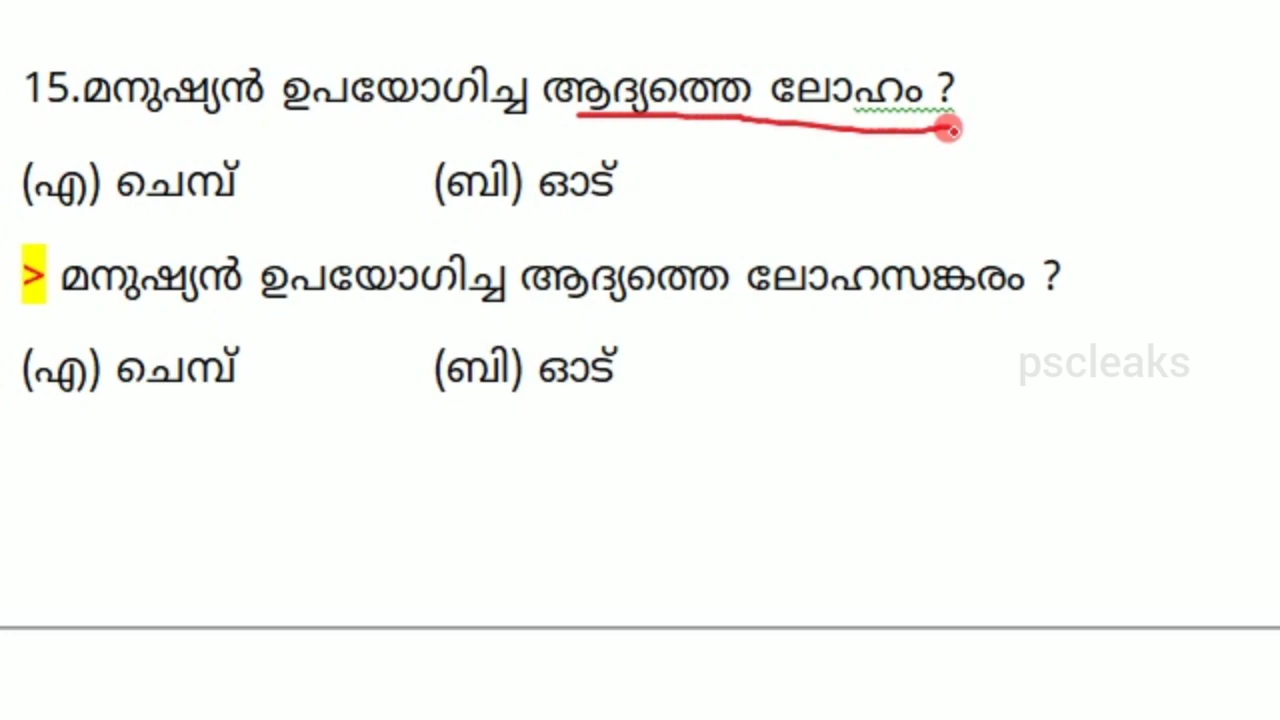 15.മനുഷ്യൻ ഉപയോഗിച്ച ആദ്യത്തെ ലോഹം ?
(എ) ചെമ്പ് (ബി) ഓട്
> മനുഷ്യൻ ഉപയോഗിച്ച ആദ്യത്തെ ലോഹസങ്കരം ?
(എ) ചെമ്പ് (ബി) ഓട്
pscleaks